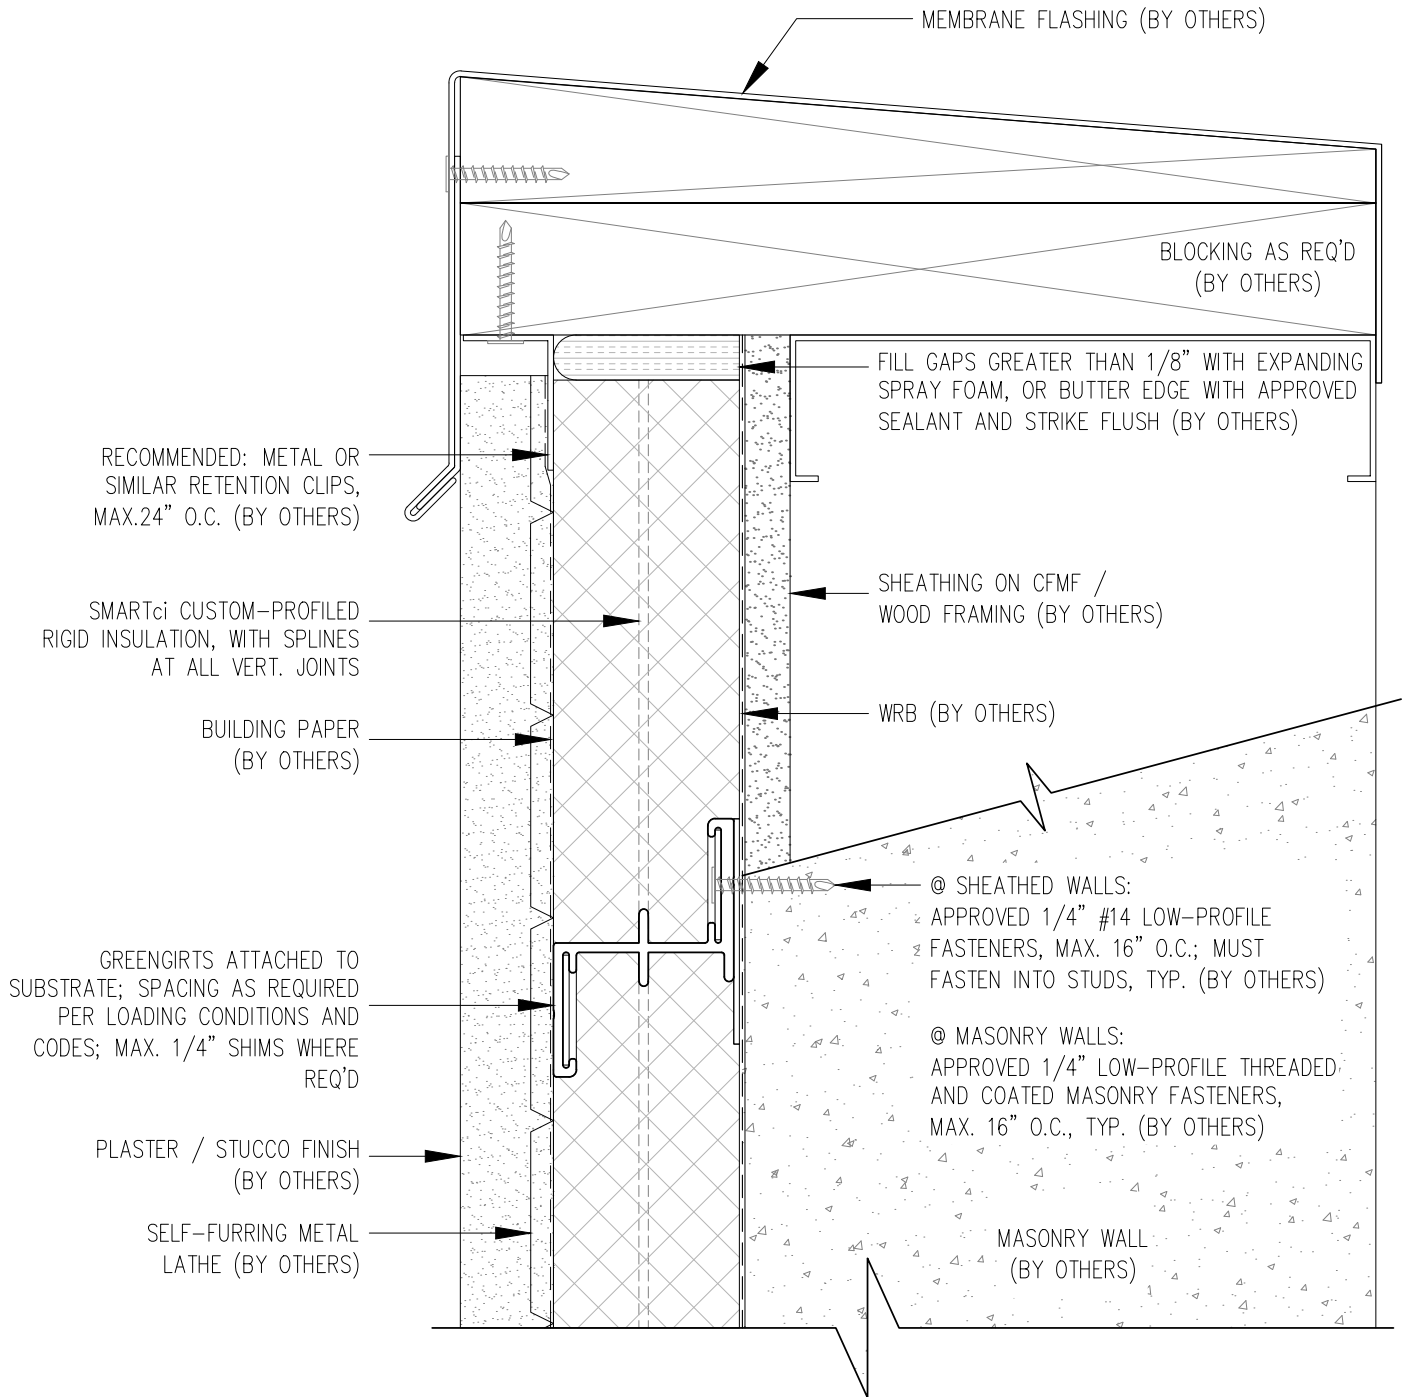 MEMBRANE FLASHING (BY OTHERS)
BLOCKING AS REQ'D
(BY OTHERS)
FILL GAPS GREATER THAN 1/8" WITH EXPANDING
SPRAY FOAM, OR BUTTER EDGE WITH APPROVED
SEALANT AND STRIKE FLUSH (BY OTHERS)
RECOMMENDED: METAL OR
SIMILAR RETENTION CLIPS,
MAX.24" O.C. (BY OTHERS)
SHEATHING ON CFMF /
WOOD FRAMING (BY OTHERS)
SMARTci CUSTOM-PROFILED
RIGID INSULATION, WITH SPLINES
AT ALL VERT. JOINTS
WRB (BY OTHERS)
BUILDING PAPER
(BY OTHERS)
@ SHEATHED WALLS:
APPROVED 1/4" #14 LOW-PROFILE
FASTENERS, MAX. 16" O.C.; MUST
FASTEN INTO STUDS, TYP. (BY OTHERS)
GREENGIRTS ATTACHED TO
SUBSTRATE; SPACING AS REQUIRED
PER LOADING CONDITIONS AND
CODES; MAX. 1/4" SHIMS WHERE
REQ'D
@ MASONRY WALLS:
APPROVED 1/4" LOW-PROFILE THREADED
AND COATED MASONRY FASTENERS,
MAX. 16" O.C., TYP. (BY OTHERS)
PLASTER / STUCCO FINISH
(BY OTHERS)
SELF-FURRING METAL
LATHE (BY OTHERS)
MASONRY WALL
(BY OTHERS)